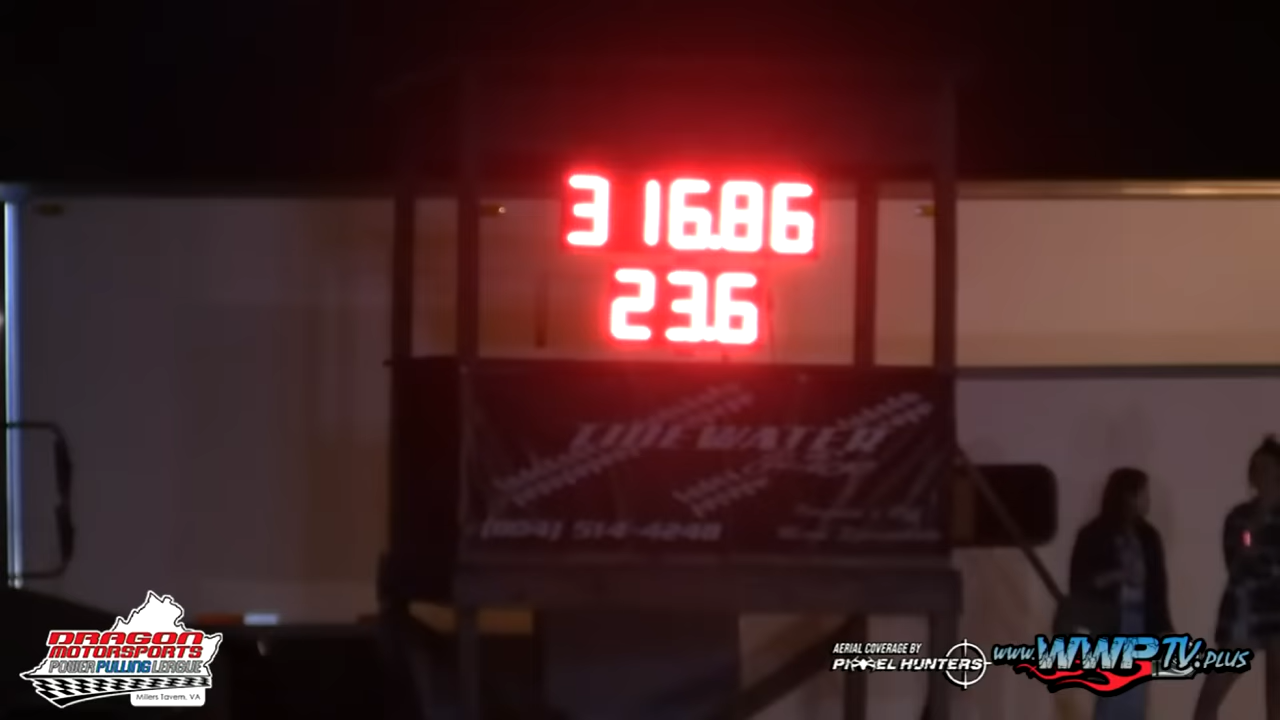 3 16.86
23.6
TIDEWATER
(804) 514-4248
DRAGON
MOTORSPORTS
POWER PULLING LEAGUE
Millers Tavern, VA
AERIAL COVERAGE BY
PIXEL HUNTERS
www.WWPTV.PLUS